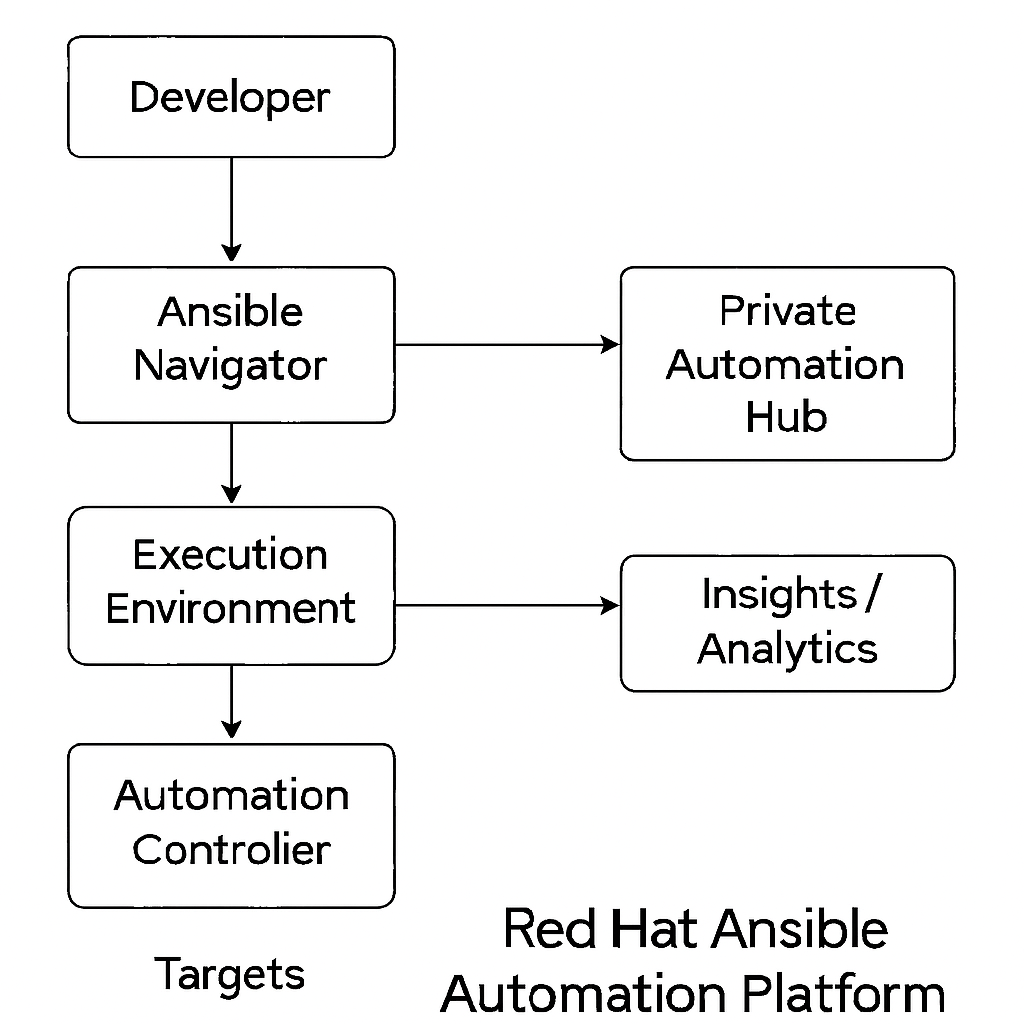 Developer
Ansible
Navigator
Private
Automation
Hub
Execution
Environment
Insights /
Analytics
Automation
Controlier
Targets
Red Hat Ansible
Automation Platform